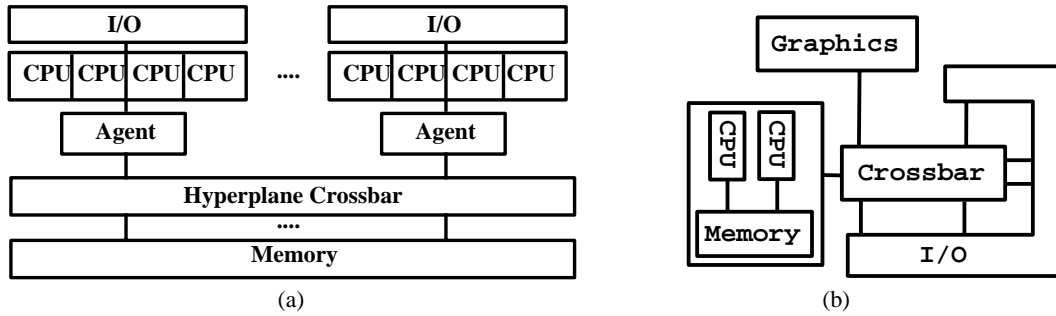 I/O I/O
CPU CPU CPU CPU .... CPU CPU CPU CPU
Agent Agent
Hyperplane Crossbar
....
Memory
(a)
Graphics
CPU CPU
Crossbar
Memory
I/O
(b)